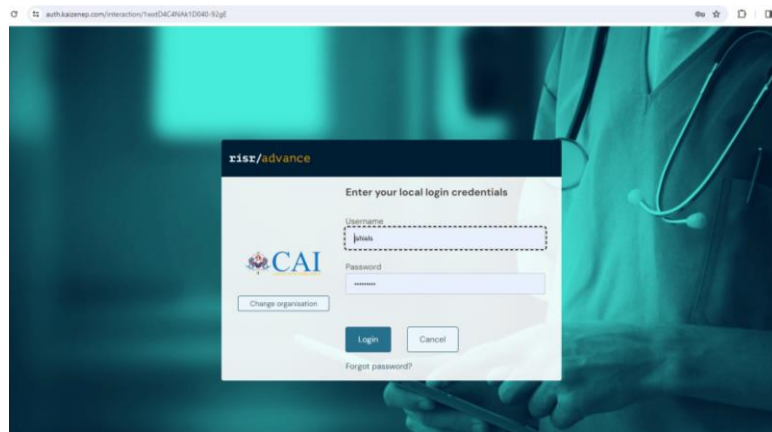 auth.kaizenep.com/interaction/1wotD4C4NAk1D040-92gE
risr/advance
Enter your local login credentials
Username
CAI
Password
Change organisation
Login
Cancel
Forgot password?